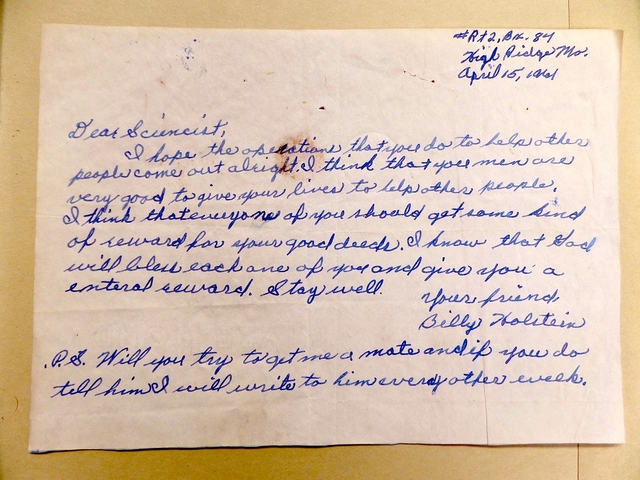 #Rt2, Bx. 84
High Ridge Mo.
April 15, 1961
Dear Sciencist,
I hope the operations that you do to help other
people come out alright. I think that you men are
very good to give your lives to help other people.
I think that everyone of you should get some kind
of reward for your good deeds. I know that God
will bless each one of you and give you a
enteral reward. Stay well.
Your friend
Billy Holstein
P.S. Will you try to get me a mate and if you do
tell him I will write to him every other week.